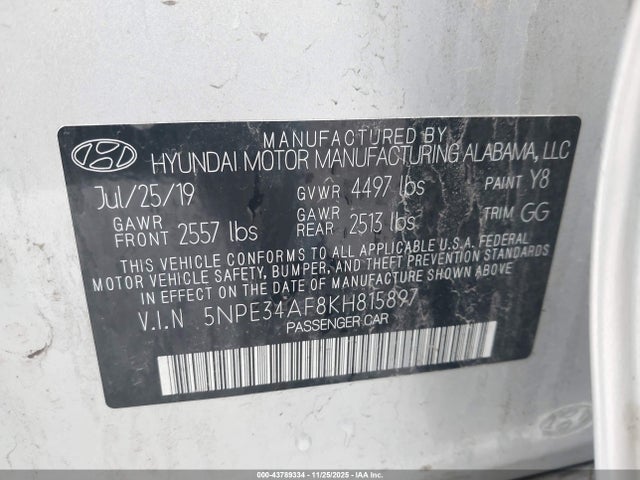 MANUFACTURED BY
HYUNDAI MOTOR MANUFACTURING ALABAMA, LLC
Jul/25/19 GVWR 4497 lbs PAINT Y8
GAWR FRONT 2557 lbs GAWR REAR 2513 lbs TRIM GG
THIS VEHICLE CONFORMS TO ALL APPLICABLE U.S.A. FEDERAL
MOTOR VEHICLE SAFETY, BUMPER, AND THEFT PREVENTION STANDARDS
IN EFFECT ON THE DATE OF MANUFACTURE SHOWN ABOVE.
V.I.N 5NPE34AF8KH815897
PASSENGER CAR
000-43789334 | 11/25/2025 | IAAI.COM